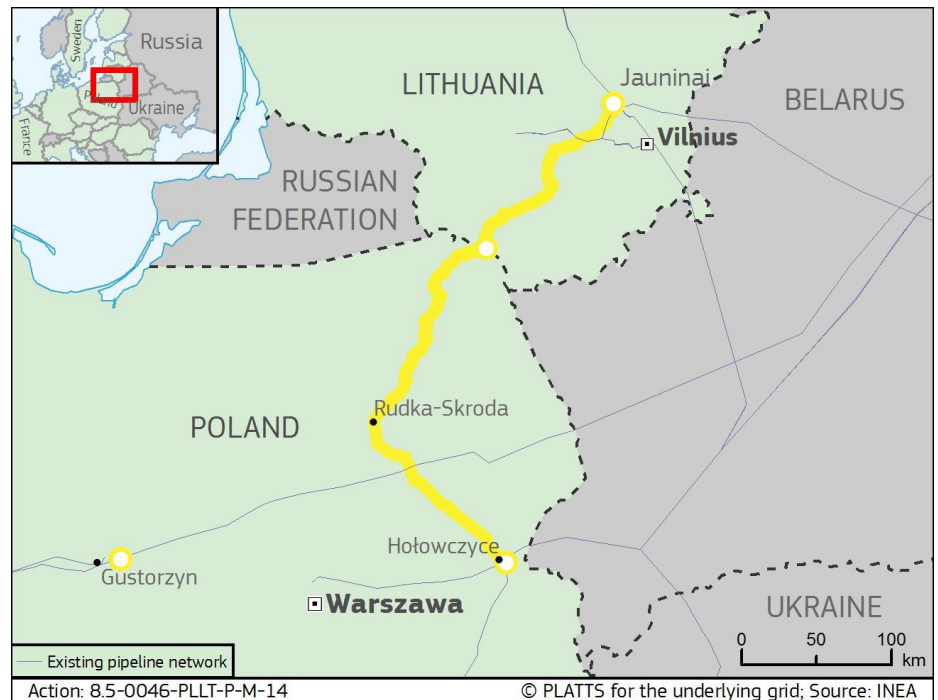 Sweden
Russia
Poland
Ukraine
France
LITHUANIA
Jauninai
BELARUS
Vilnius
RUSSIAN
FEDERATION
Rudka-Skroda
POLAND
Hołowczyce
Gustorzyn
Warszawa
UKRAINE
0 50 100
km
Existing pipeline network
Action: 8.5-0046-PLLT-P-M-14
© PLATTS for the underlying grid; Source: INEA